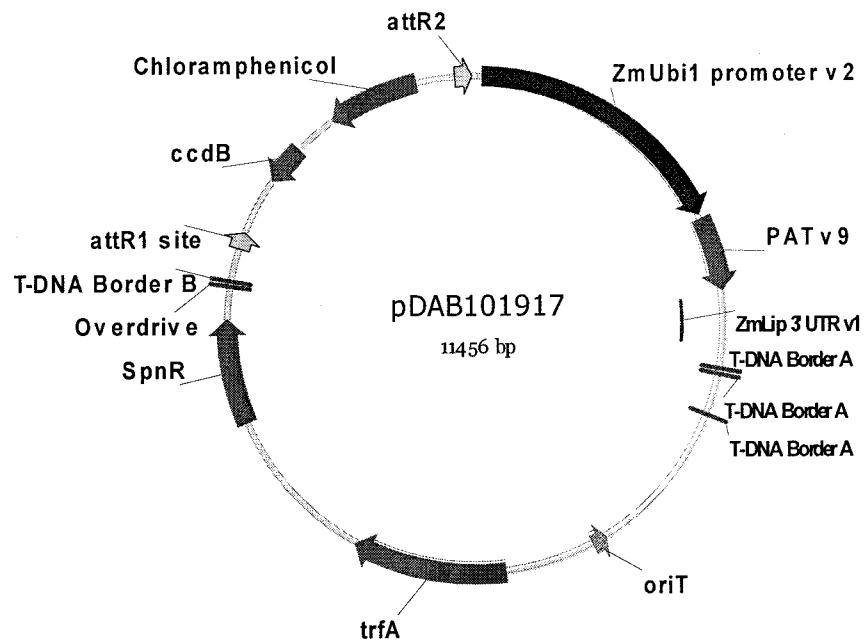 attR2
Chloramphenicol
ZmUbi1 promoter v2
ccdB
attR1 site
PAT v9
T-DNA Border B
pDAB101917
Overdrive
ZmLip 3 UTR v1
11456 bp
T-DNA Border A
SpnR
T-DNA Border A
T-DNA Border A
oriT
trfA